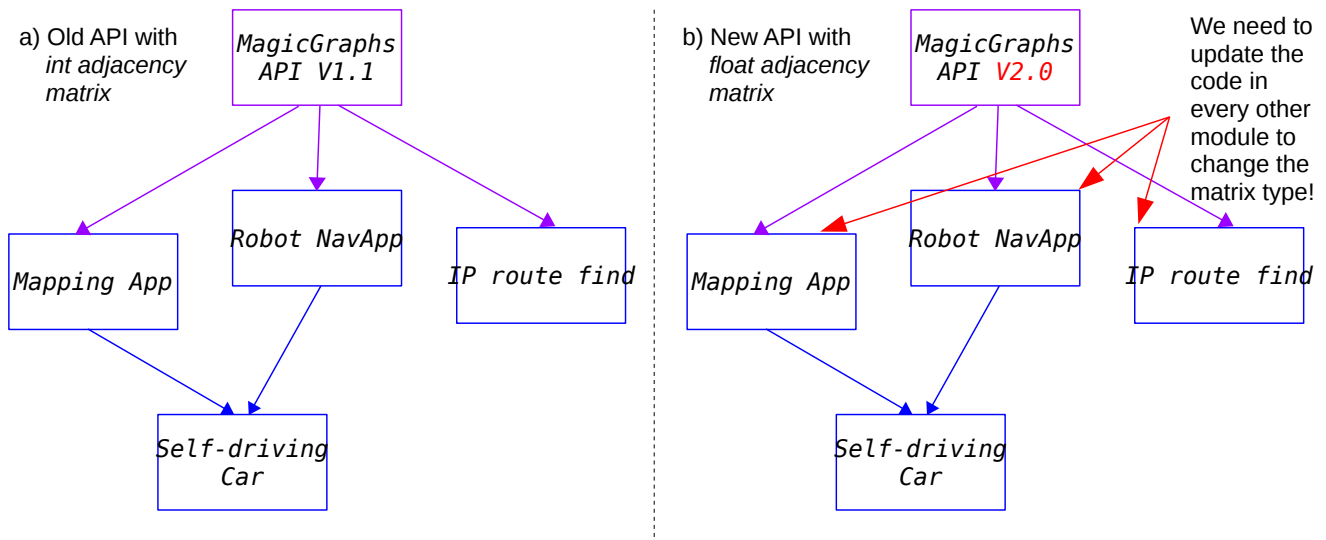 a) Old API with
int adjacency
matrix
MagicGraphs
API V1.1
Robot NavApp
Mapping App
IP route find
Self-driving
Car
b) New API with
float adjacency
matrix
MagicGraphs
API V2.0
We need to
update the
code in
every other
module to
change the
matrix type!
Robot NavApp
Mapping App
IP route find
Self-driving
Car